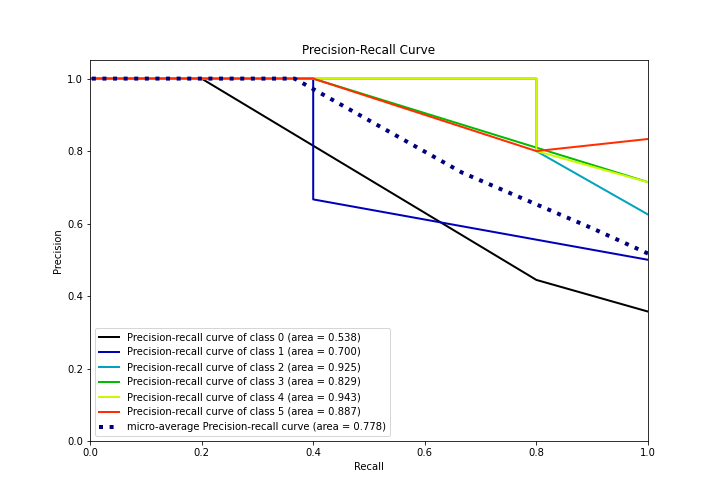 Precision-Recall Curve
1.0
0.8
0.6
0.4
0.2
0.0
Precision
Precision-recall curve of class 0 (area = 0.538)
Precision-recall curve of class 1 (area = 0.700)
Precision-recall curve of class 2 (area = 0.925)
Precision-recall curve of class 3 (area = 0.829)
Precision-recall curve of class 4 (area = 0.943)
Precision-recall curve of class 5 (area = 0.887)
micro-average Precision-recall curve (area = 0.778)
0.0 0.2 0.4 0.6 0.8 1.0
Recall